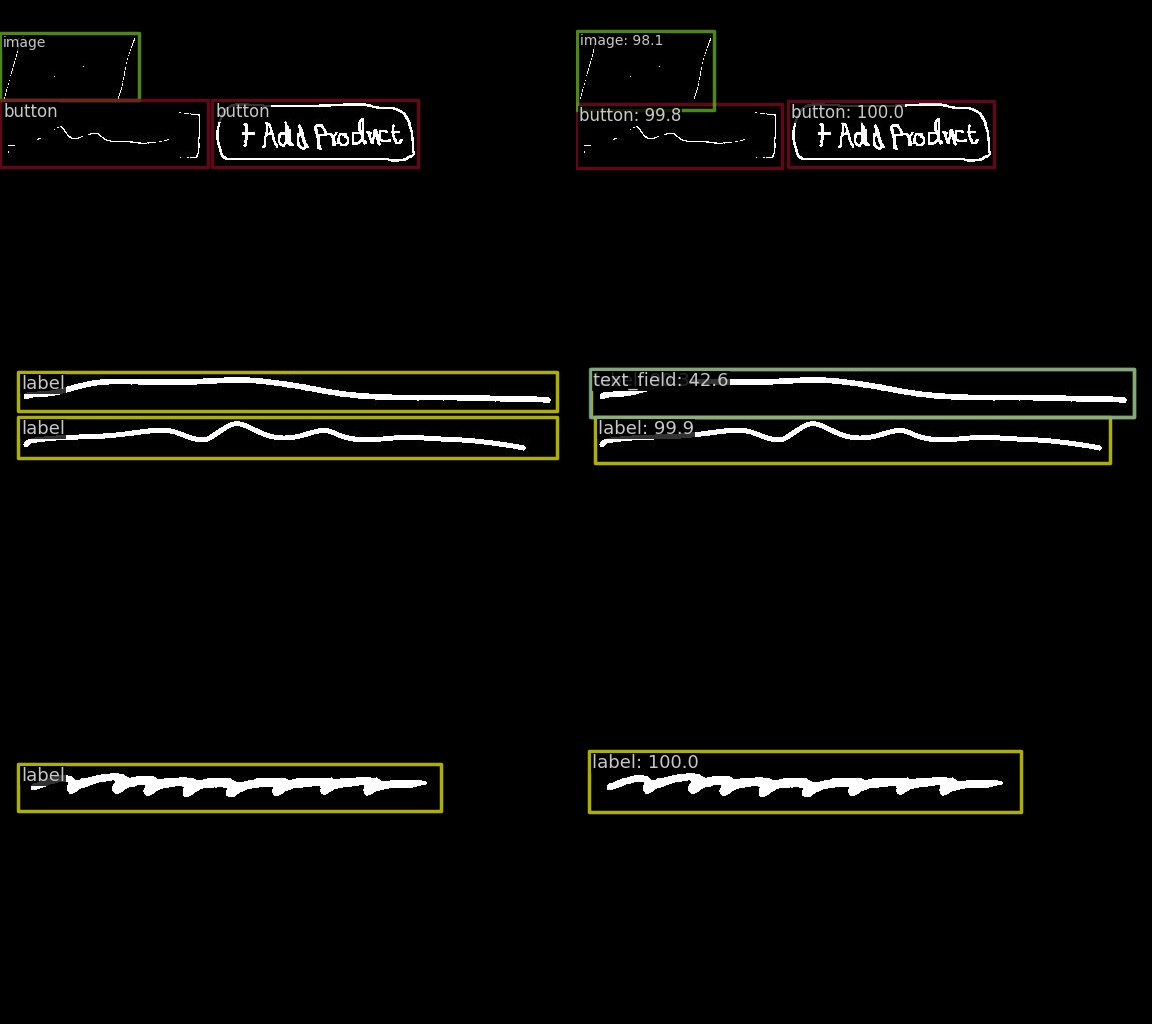 image image: 98.1
button button button: 99.8 button: 100.0
+ Add Product + Add Product
label text_field: 42.6
label label: 99.9
label label: 100.0